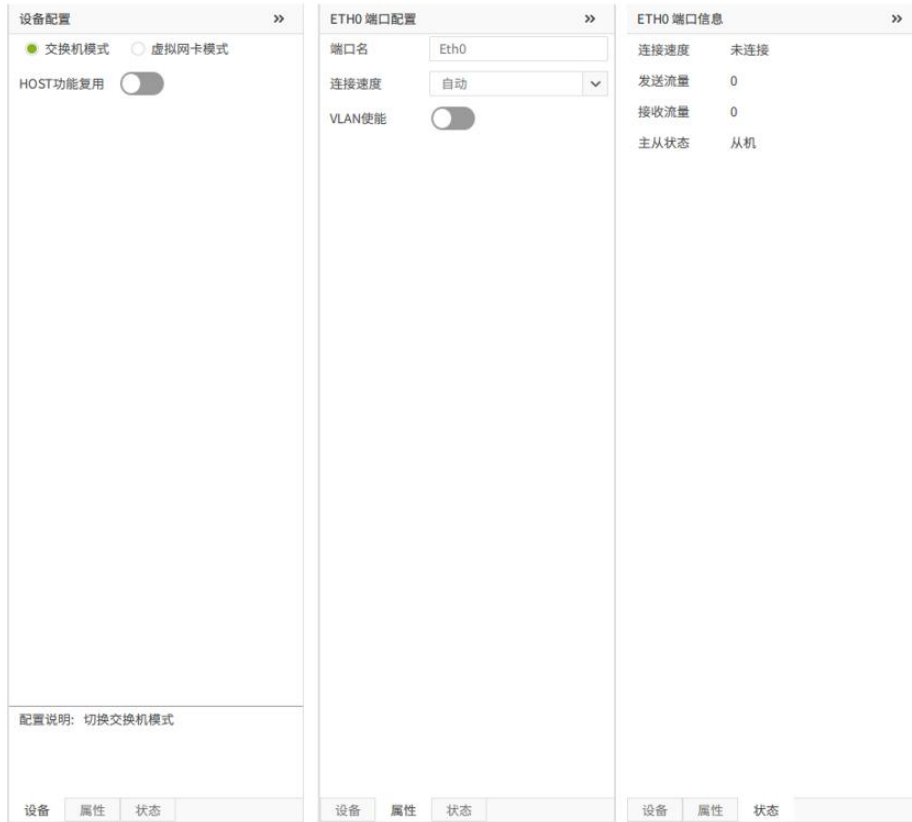 设备配置 »
交换机模式 虚拟网卡模式
HOST功能复用
配置说明: 切换交换机模式
设备 属性 状态
ETH0 端口配置 »
端口名 Eth0
连接速度 自动
VLAN使能
设备 属性 状态
ETH0 端口信息 »
连接速度 未连接
发送流量 0
接收流量 0
主从状态 从机
设备 属性 状态